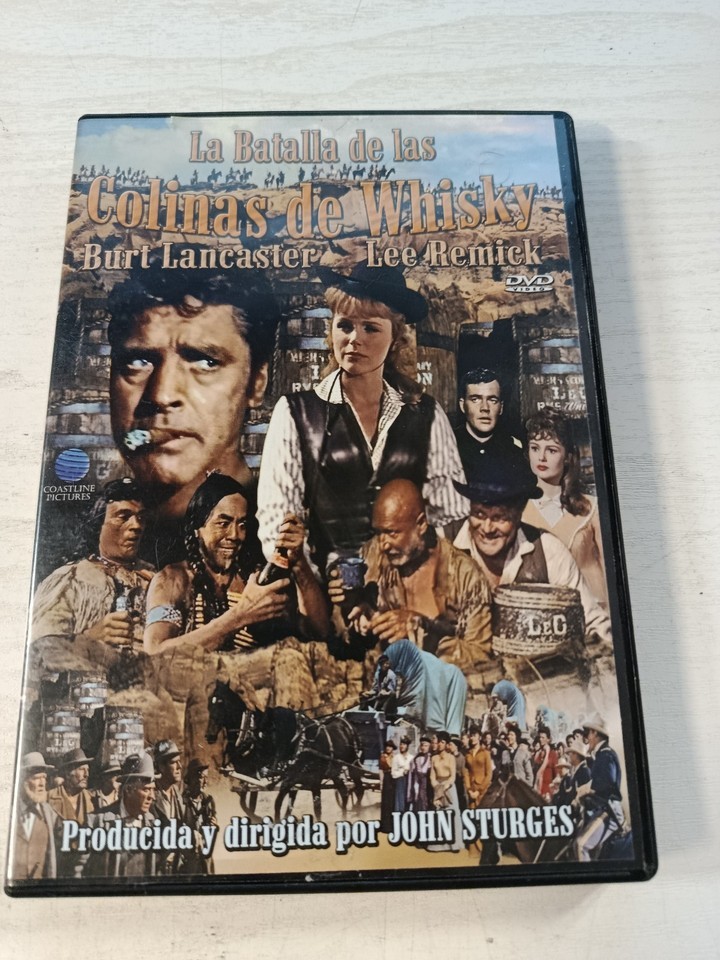 La Batalla de las
Colinas de Whisky
Burt Lancaster Lee Remick
DVD
VIDEO
COASTLINE
PICTURES
L&G
Producida y dirigida por JOHN STURGES